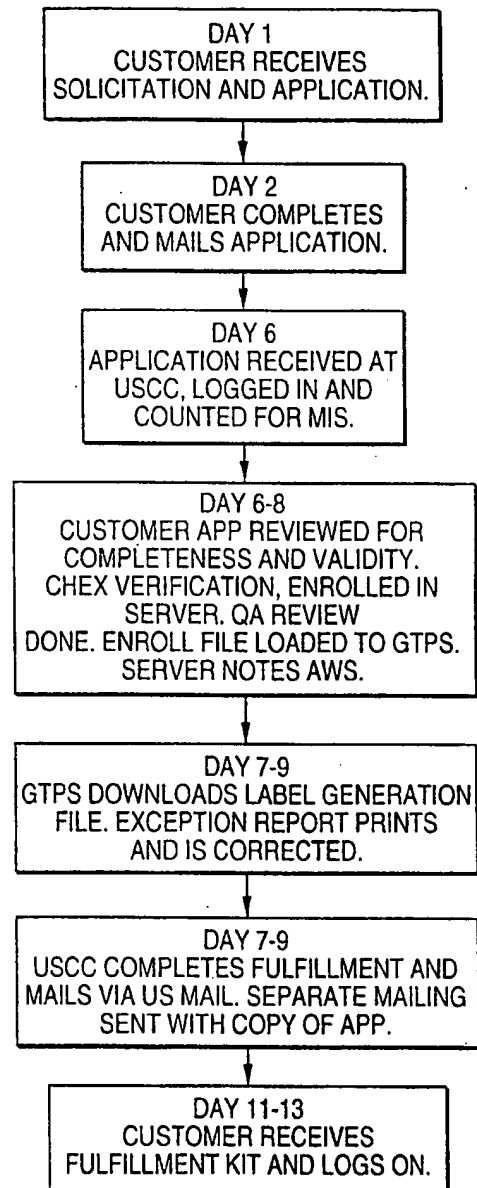 DAY 1
CUSTOMER RECEIVES
SOLICITATION AND APPLICATION.
DAY 2
CUSTOMER COMPLETES
AND MAILS APPLICATION.
DAY 6
APPLICATION RECEIVED AT
USCC, LOGGED IN AND
COUNTED FOR MIS.
DAY 6-8
CUSTOMER APP REVIEWED FOR
COMPLETENESS AND VALIDITY.
CHEX VERIFICATION, ENROLLED IN
SERVER. QA REVIEW
DONE. ENROLL FILE LOADED TO GTPS.
SERVER NOTES AWS.
DAY 7-9
GTPS DOWNLOADS LABEL GENERATION
FILE. EXCEPTION REPORT PRINTS
AND IS CORRECTED.
DAY 7-9
USCC COMPLETES FULFILLMENT AND
MAILS VIA US MAIL. SEPARATE MAILING
SENT WITH COPY OF APP.
DAY 11-13
CUSTOMER RECEIVES
FULFILLMENT KIT AND LOGS ON.